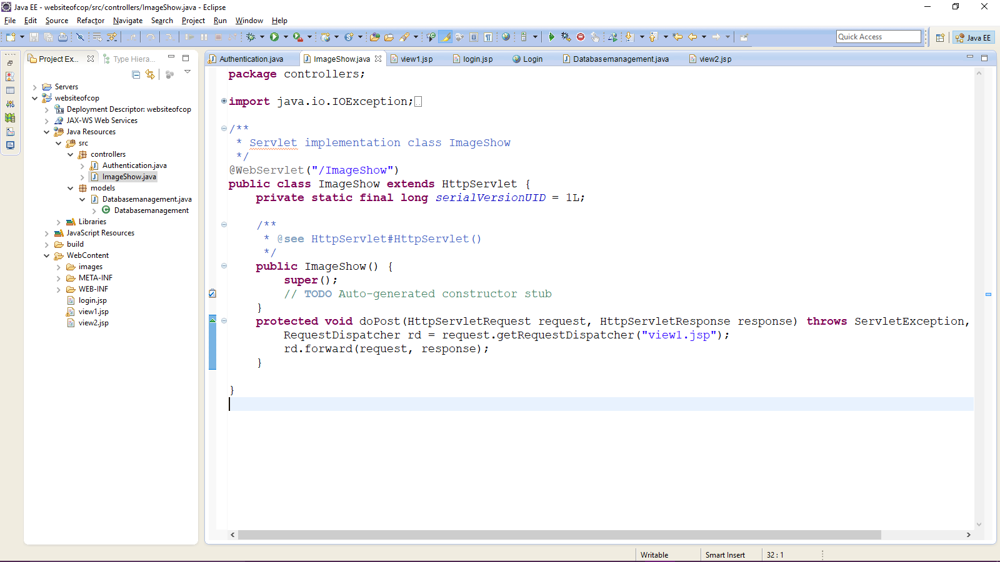 Java EE - websiteofcop/src/controllers/ImageShow.java - Eclipse
File Edit Source Refactor Navigate Search Project Run Window Help
Quick Access
Java EE
Project Ex...
Type Hiera...
Authentication.java
ImageShow.java
view1.jsp
login.jsp
Login
Databasemanagement.java
view2.jsp
Servers
websiteofcop
Deployment Descriptor: websiteofcop
JAX-WS Web Services
Java Resources
src
controllers
Authentication.java
ImageShow.java
models
Databasemanagement.java
Databasemanagement
Libraries
JavaScript Resources
build
WebContent
images
META-INF
WEB-INF
login.jsp
view1.jsp
view2.jsp
package controllers;
import java.io.IOException;
/**
* Servlet implementation class ImageShow
*/
@WebServlet("/ImageShow")
public class ImageShow extends HttpServlet {
private static final long serialVersionUID = 1L;
/**
* @see HttpServlet#HttpServlet()
*/
public ImageShow() {
super();
// TODO Auto-generated constructor stub
}
protected void doPost(HttpServletRequest request, HttpServletResponse response) throws ServletException,
RequestDispatcher rd = request.getRequestDispatcher("view1.jsp");
rd.forward(request, response);
}
}
Writable
Smart Insert
32 : 1